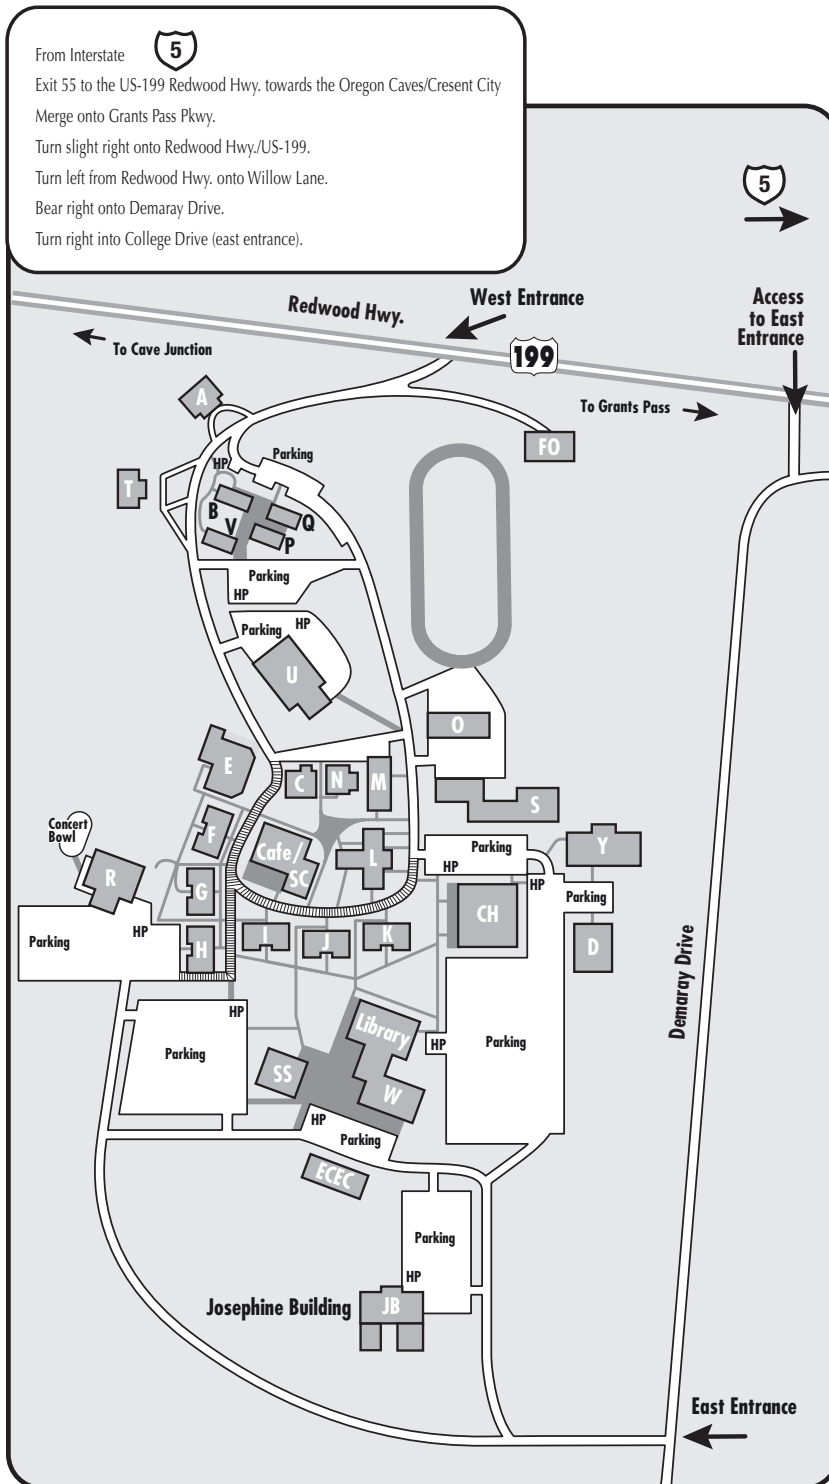 From Interstate 5
Exit 55 to the US-199 Redwood Hwy. towards the Oregon Caves/Cresent City
Merge onto Grants Pass Pkwy.
Turn slight right onto Redwood Hwy./US-199.
Turn left from Redwood Hwy. onto Willow Lane.
Bear right onto Demaray Drive.
Turn right into College Drive (east entrance).
5
Redwood Hwy.
West Entrance
Access
to East
Entrance
199
To Cave Junction
To Grants Pass
A
FO
Parking
HP
T
B
Q
V
P
Parking
HP
Parking
HP
U
O
E
C
N
M
S
Concert
Bowl
F
Cafe/
SC
L
Parking
HP
Y
R
G
HP
Parking
CH
HP
Parking
H
I
J
K
D
Demaray Drive
HP
Library
HP
Parking
Parking
SS
W
HP
Parking
ECEC
Parking
HP
Josephine Building
JB
East Entrance